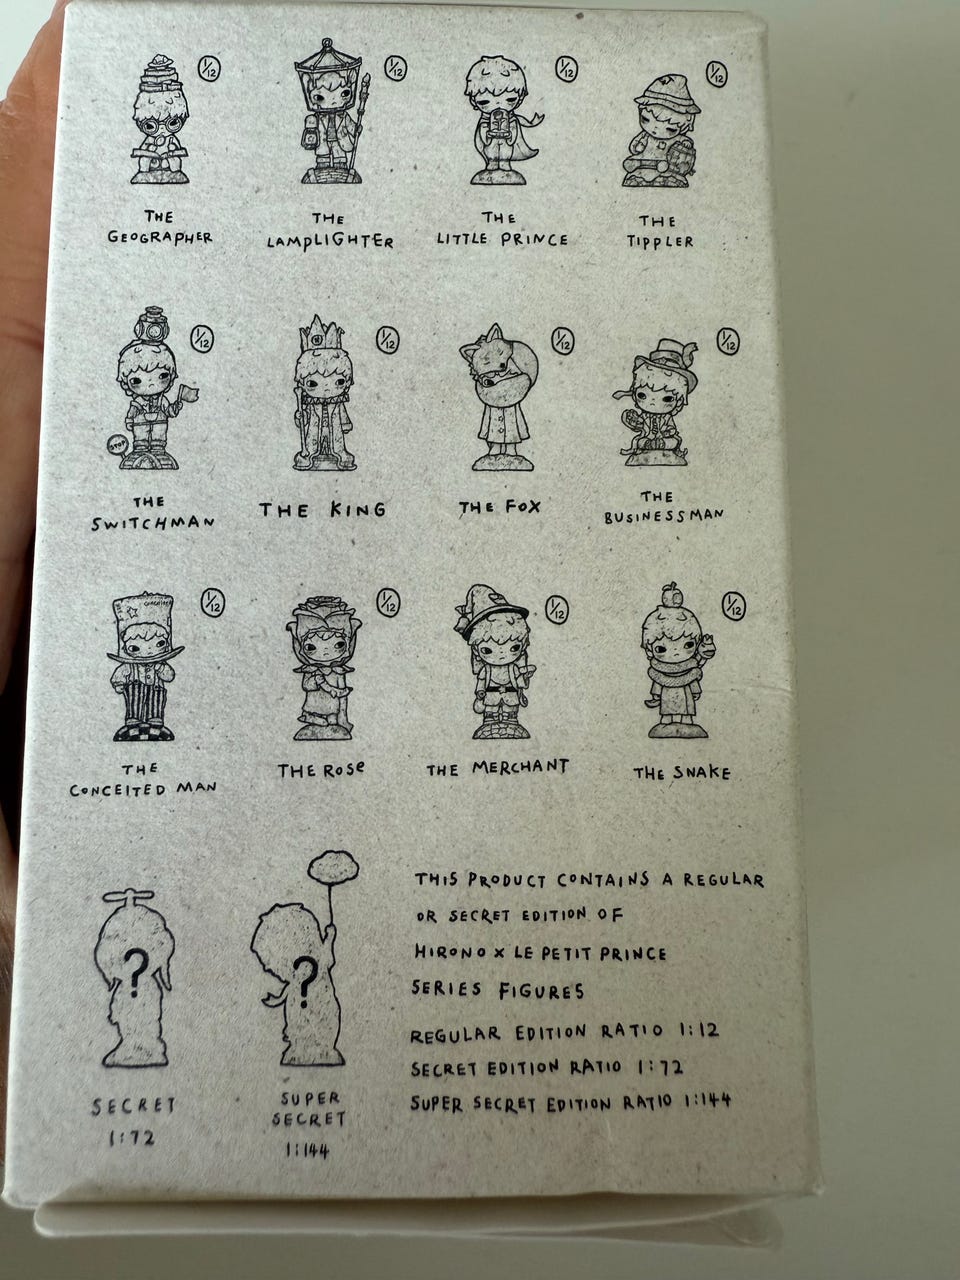 1/12 1/12 1/12 1/12
THE GEOGRAPHER
THE LAMPLIGHTER
THE LITTLE PRINCE
THE TIPPLER
1/12 1/12 1/12 1/12
STOP
THE SWITCHMAN
THE KING
THE FOX
THE BUSINESSMAN
1/12 1/12 1/12 1/12
CONCEITED
THE CONCEITED MAN
THE ROSe
THE MERCHANT
THE SNAKE
?
SECRET
1:72
?
SUPER
SECRET
1:144
THIS PRODUCT CONTAINS A REGULAR
OR SECRET EDITION OF
HIRONO X LE PETIT PRINCE
SERIES FIGURES
REGULAR EDITION RATIO 1:12
SECRET EDITION RATIO 1:72
SUPER SECRET EDITION RATIO 1:144